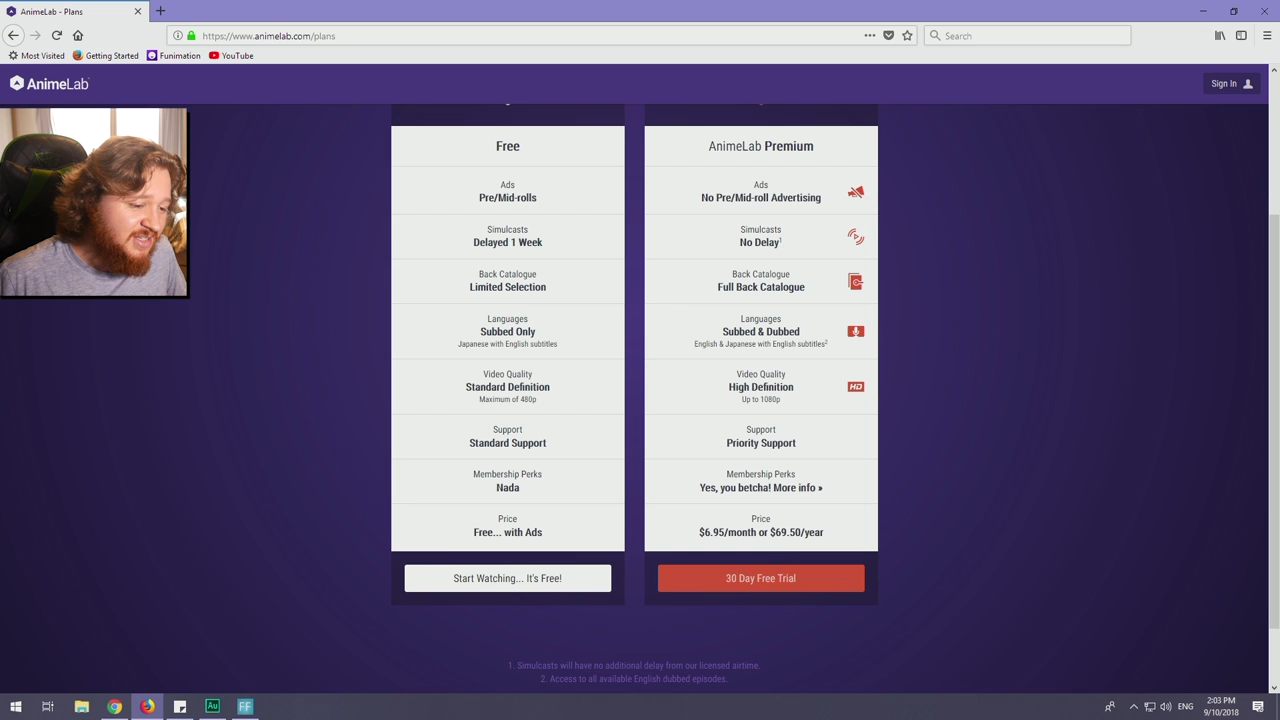 AnimeLab - Plans
https://www.animelab.com/plans
Search
Most Visited
Getting Started
Funimation
YouTube
AnimeLab
Sign In
Free
AnimeLab Premium
Ads
Pre/Mid-rolls
Ads
No Pre/Mid-roll Advertising
Simulcasts
Delayed 1 Week
Simulcasts
No Delay1
Back Catalogue
Limited Selection
Back Catalogue
Full Back Catalogue
Languages
Subbed Only
Japanese with English subtitles
Languages
Subbed & Dubbed
English & Japanese with English subtitles2
Video Quality
Standard Definition
Maximum of 480p
Video Quality
High Definition
Up to 1080p
HD
Support
Standard Support
Support
Priority Support
Membership Perks
Nada
Membership Perks
Yes, you betcha! More info »
Price
Free... with Ads
Price
$6.95/month or $69.50/year
Start Watching... It's Free!
30 Day Free Trial
1. Simulcasts will have no additional delay from our licensed airtime.
2. Access to all available English dubbed episodes.
Au
FF
ENG
2:03 PM
9/10/2018